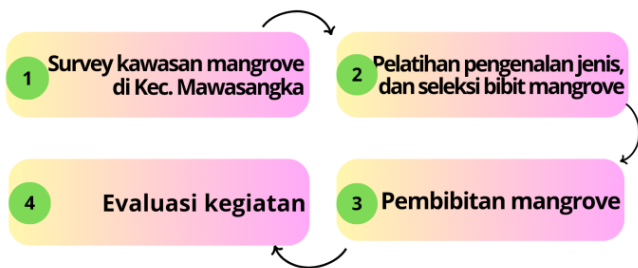 1
Survey kawasan mangrove
di Kec. Mawasangka
2
Pelatihan pengenalan jenis,
dan seleksi bibit mangrove
3
Pembibitan mangrove
4
Evaluasi kegiatan